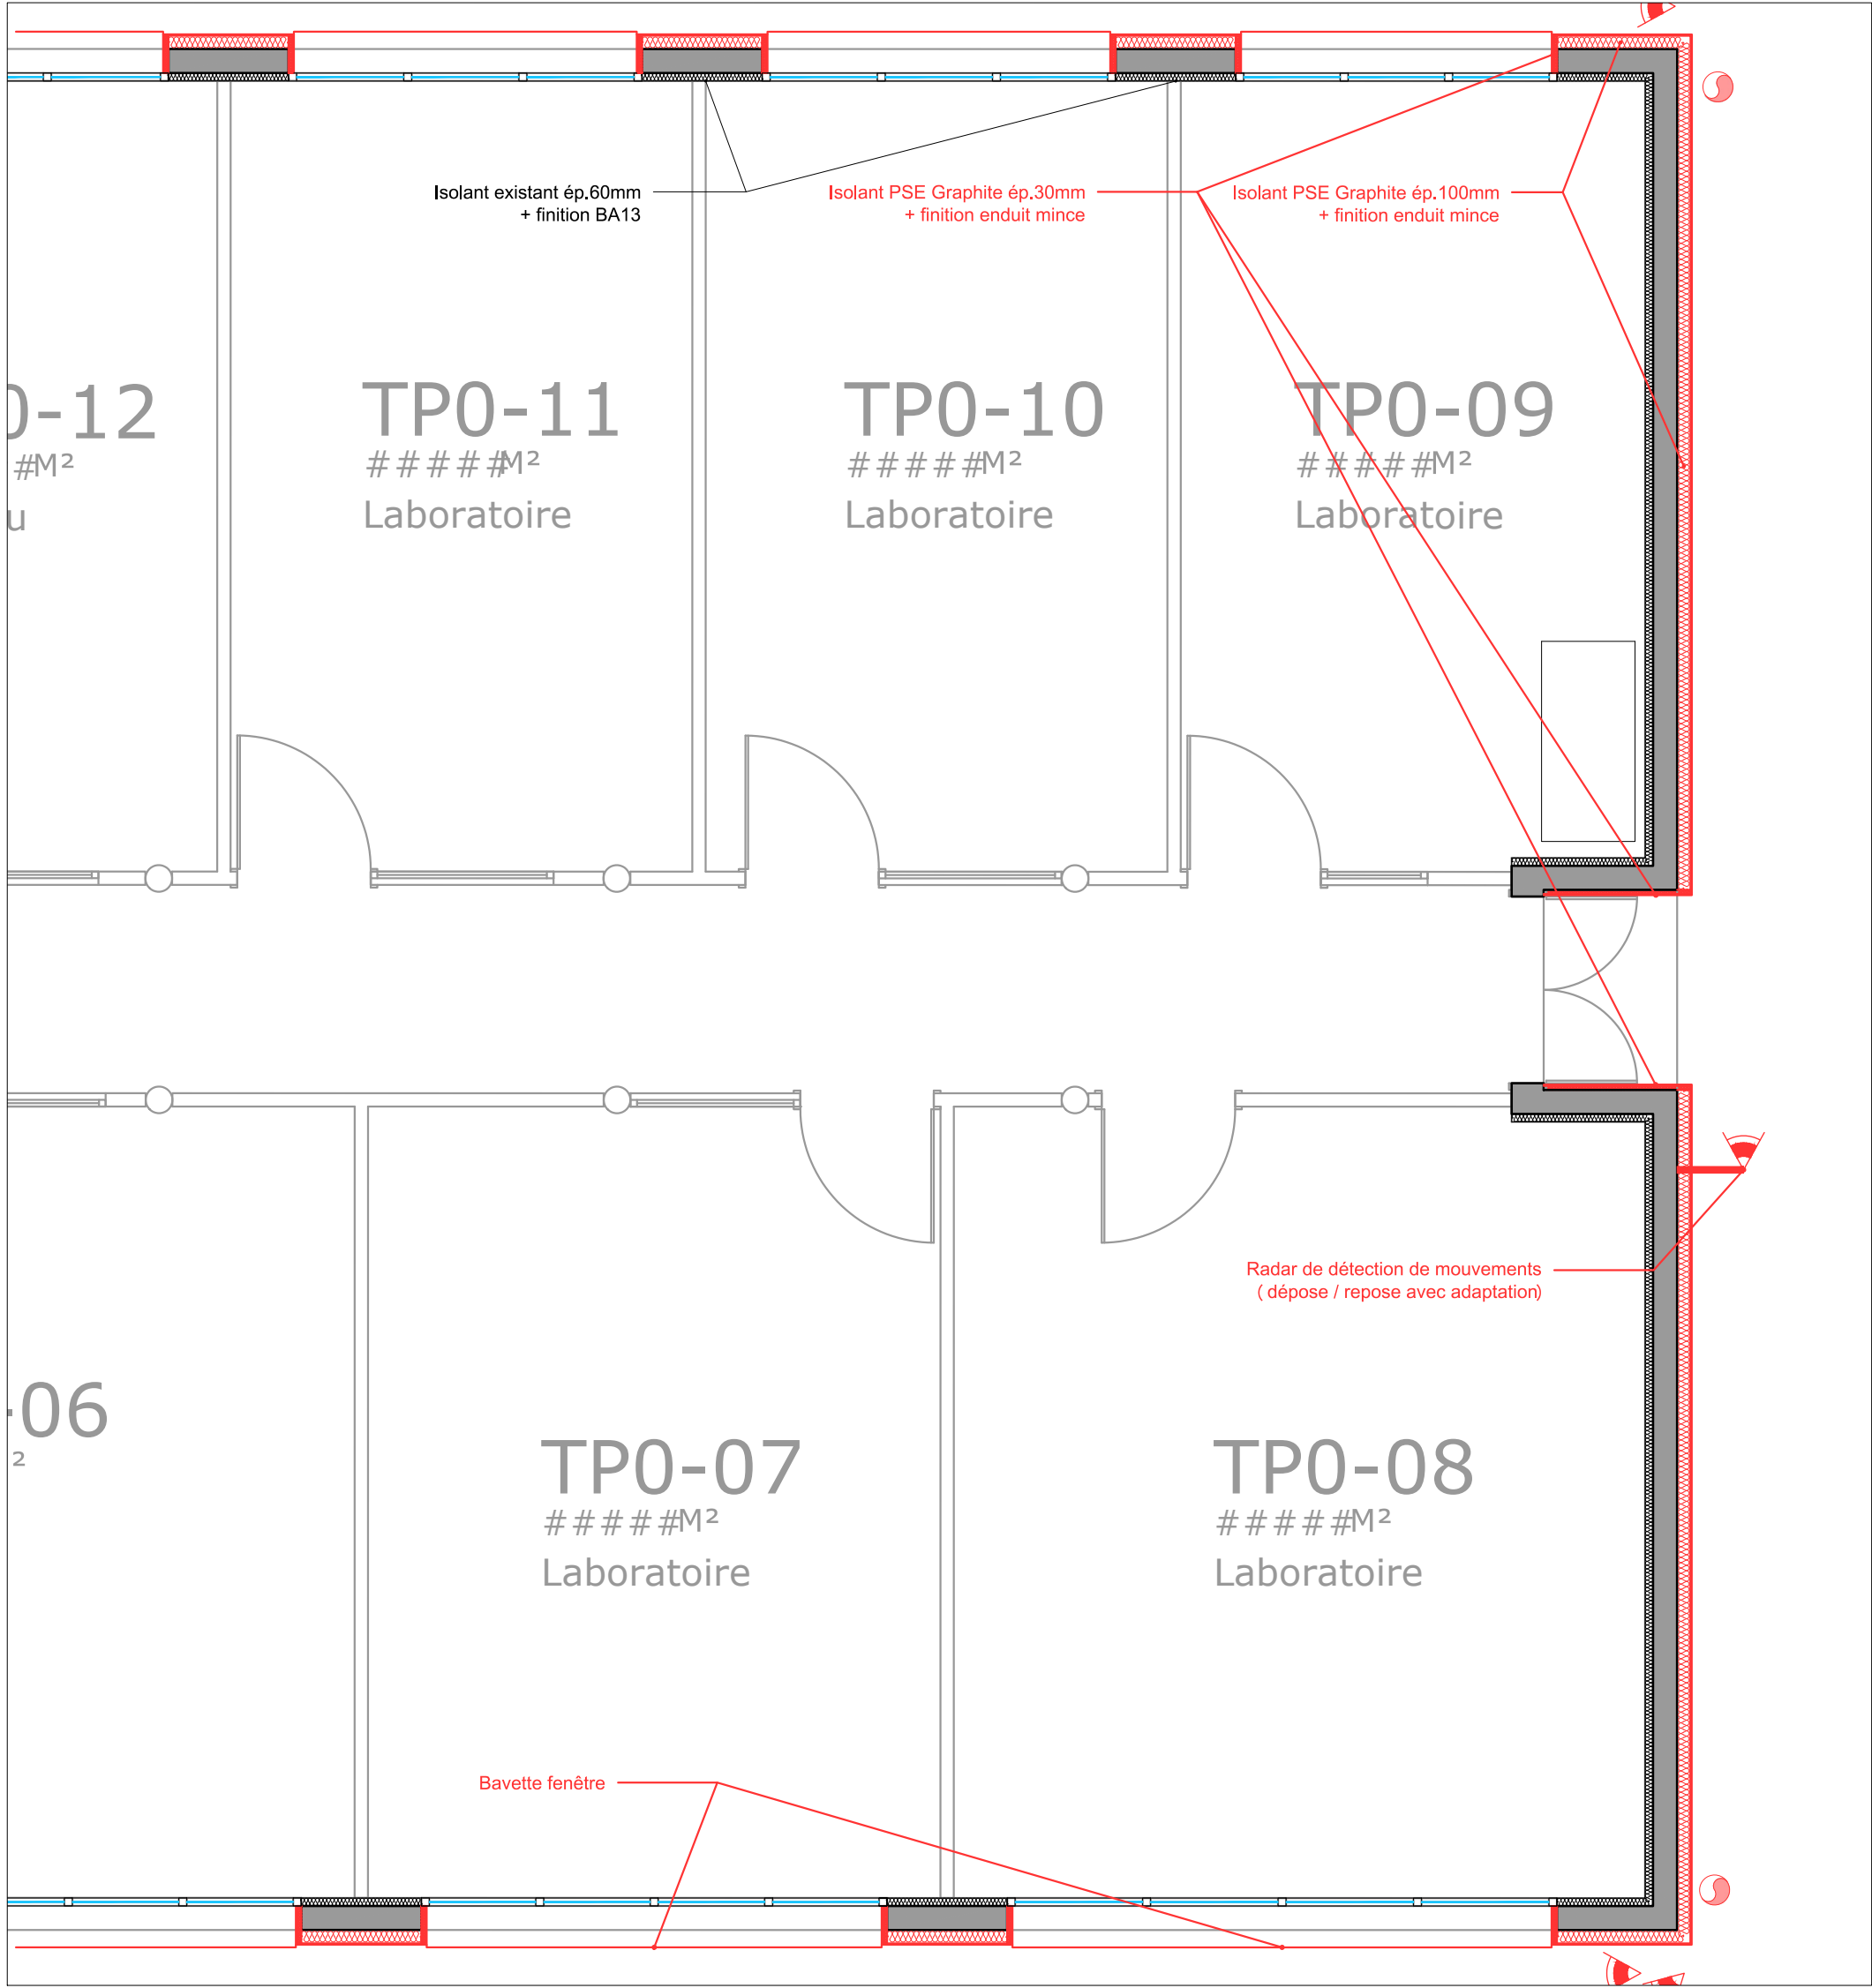 Isolant existant ép.60mm
+ finition BA13
Isolant PSE Graphite ép.30mm
+ finition enduit mince
Isolant PSE Graphite ép.100mm
+ finition enduit mince
0-12
#M²
u
TP0-11
#####M²
Laboratoire
TP0-10
#####M²
Laboratoire
TP0-09
#####M²
Laboratoire
Radar de détection de mouvements
( dépose / repose avec adaptation)
-06
²
TP0-07
#####M²
Laboratoire
TP0-08
#####M²
Laboratoire
Bavette fenêtre